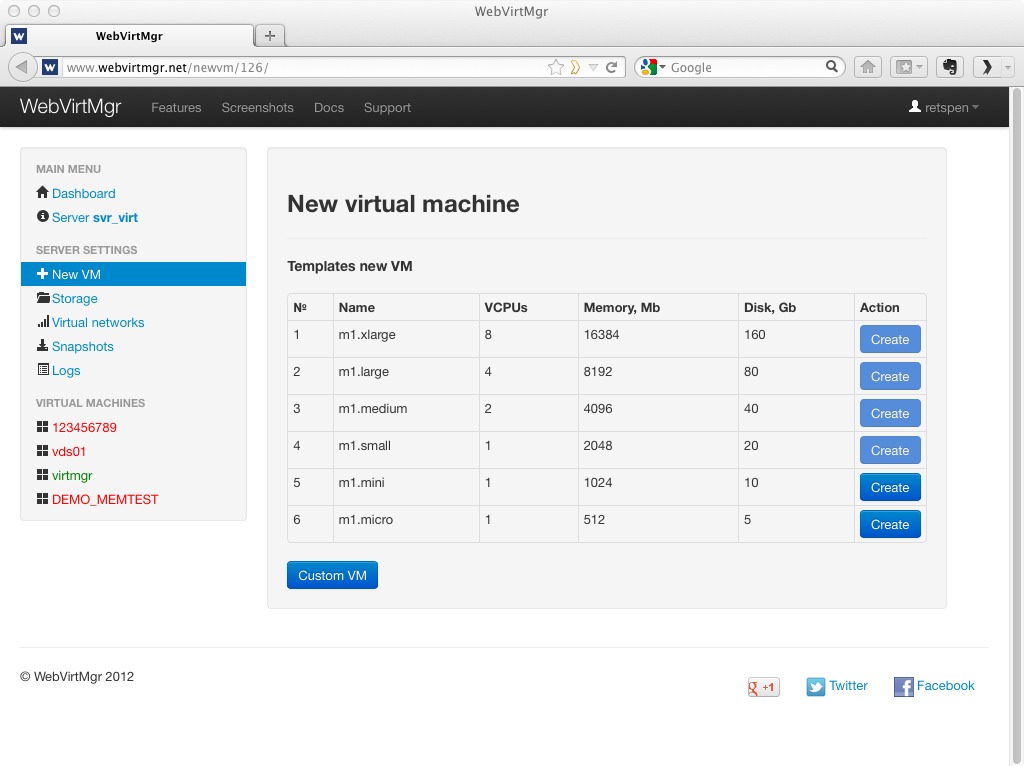 WebVirtMgr
W WebVirtMgr +
W www.webvirtmgr.net/newvm/126/ Google
WebVirtMgr Features Screenshots Docs Support retspen
MAIN MENU
Dashboard
Server svr_virt
SERVER SETTINGS
New VM
Storage
Virtual networks
Snapshots
Logs
VIRTUAL MACHINES
123456789
vds01
virtmgr
DEMO_MEMTEST
New virtual machine
Templates new VM
№ Name VCPUs Memory, Mb Disk, Gb Action
1 m1.xlarge 8 16384 160 Create
2 m1.large 4 8192 80 Create
3 m1.medium 2 4096 40 Create
4 m1.small 1 2048 20 Create
5 m1.mini 1 1024 10 Create
6 m1.micro 1 512 5 Create
Custom VM
© WebVirtMgr 2012
g +1 Twitter f Facebook